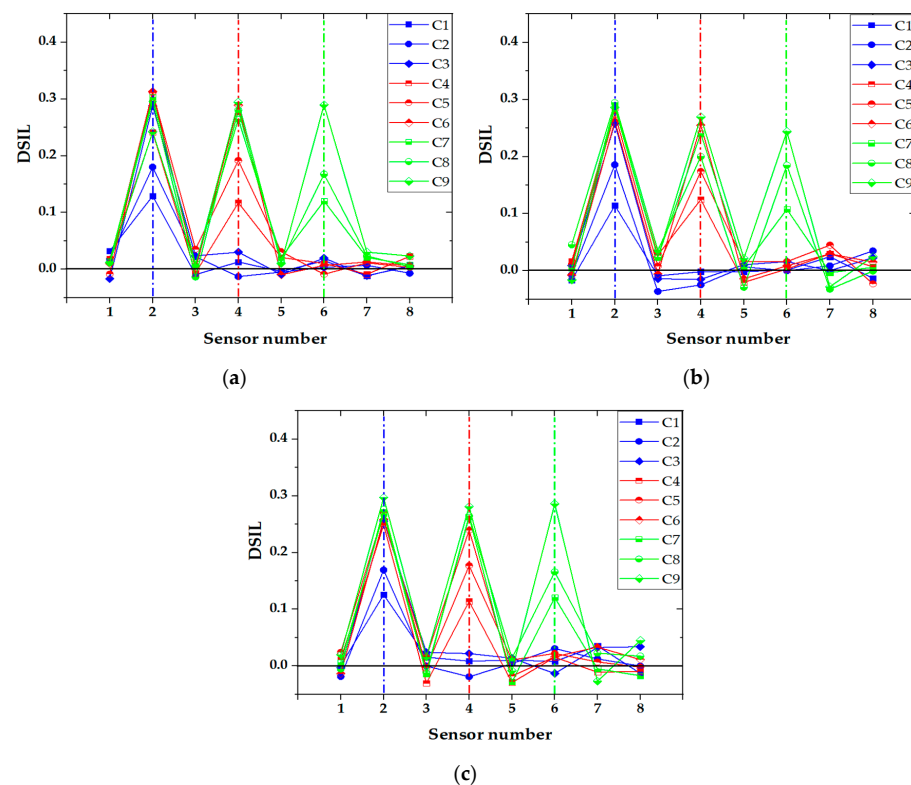 0.4
0.3
0.2
0.1
0.0
DSIL
1 2 3 4 5 6 7 8
Sensor number
C1
C2
C3
C4
C5
C6
C7
C8
C9
(a)
0.4
0.3
0.2
0.1
0.0
DSIL
1 2 3 4 5 6 7 8
Sensor number
C1
C2
C3
C4
C5
C6
C7
C8
C9
(b)
0.4
0.3
0.2
0.1
0.0
DSIL
1 2 3 4 5 6 7 8
Sensor number
C1
C2
C3
C4
C5
C6
C7
C8
C9
(c)